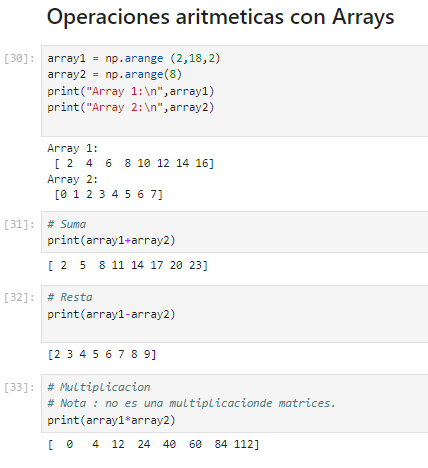 Operaciones aritmeticas con Arrays
[30]: array1 = np.arange (2,18,2)
array2 = np.arange(8)
print("Array 1:\n",array1)
print("Array 2:\n",array2)
Array 1:
 [ 2  4  6  8 10 12 14 16]
Array 2:
 [0 1 2 3 4 5 6 7]
[31]: # Suma
print(array1+array2)
[ 2  5  8 11 14 17 20 23]
[32]: # Resta
print(array1-array2)
[2 3 4 5 6 7 8 9]
[33]: # Multiplicacion
# Nota : no es una multiplicacionde matrices.
print(array1*array2)
[  0   4  12  24  40  60  84 112]